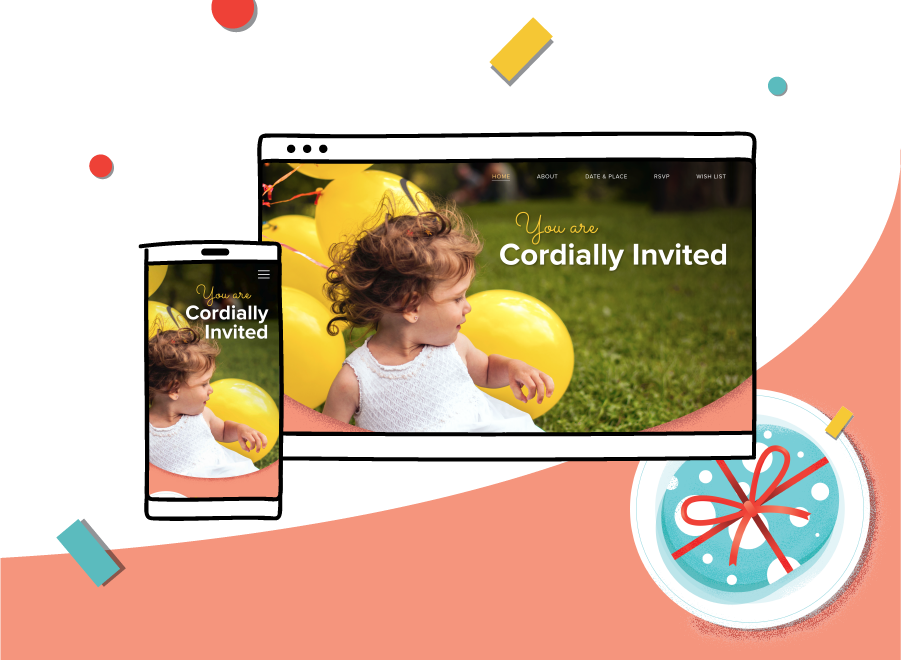 HOME ABOUT DATE & PLACE RSVP WISH LIST
You are
Cordially Invited
You are
Cordially
Invited